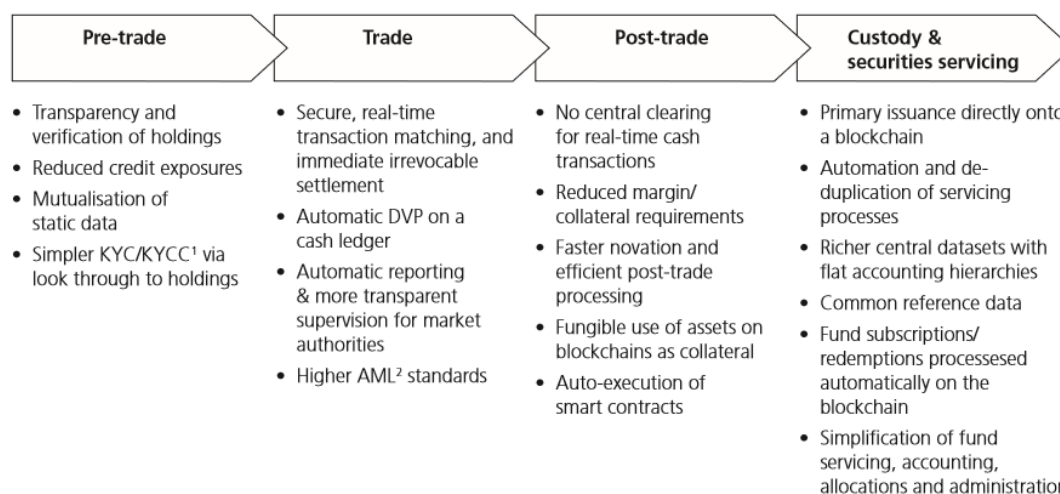 Pre-trade
Trade
Post-trade
Custody &
securities servicing
• Transparency and
verification of holdings
• Reduced credit exposures
• Mutualisation of
static data
• Simpler KYC/KYCC¹ via
look through to holdings
• Secure, real-time
transaction matching, and
immediate irrevocable
settlement
• Automatic DVP on a
cash ledger
• Automatic reporting
& more transparent
supervision for market
authorities
• Higher AML² standards
• No central clearing
for real-time cash
transactions
• Reduced margin/
collateral requirements
• Faster novation and
efficient post-trade
processing
• Fungible use of assets on
blockchains as collateral
• Auto-execution of
smart contracts
• Primary issuance directly onto
a blockchain
• Automation and de-
duplication of servicing
processes
• Richer central datasets with
flat accounting hierarchies
• Common reference data
• Fund subscriptions/
redemptions processesed
automatically on the
blockchain
• Simplification of fund
servicing, accounting,
allocations and administration